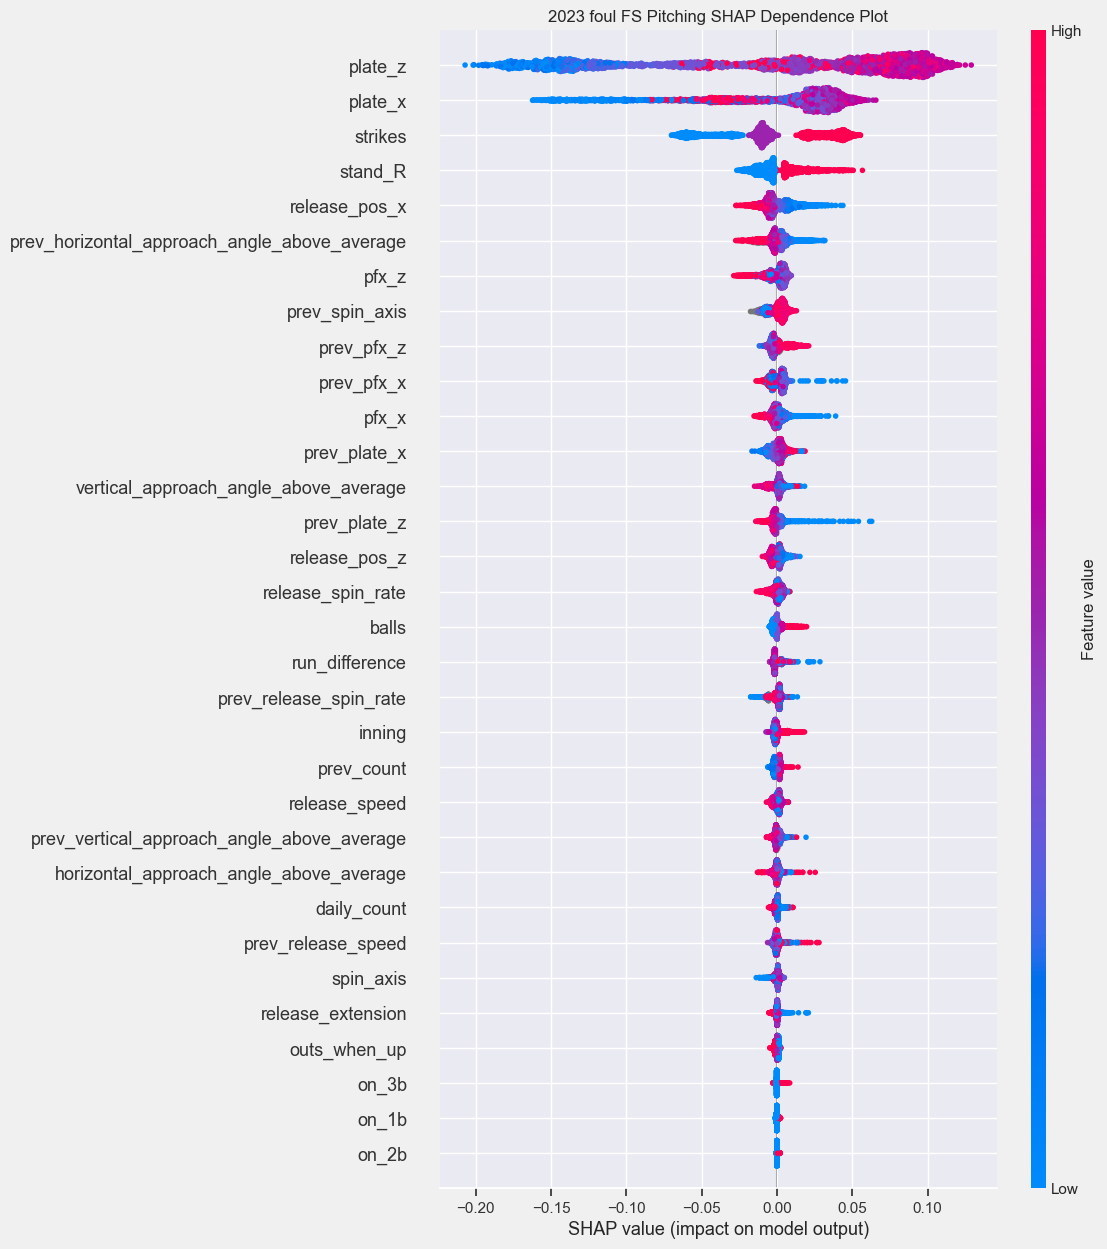 2023 foul FS Pitching SHAP Dependence Plot
High
plate_z
plate_x
strikes
stand_R
release_pos_x
prev_horizontal_approach_angle_above_average
pfx_z
prev_spin_axis
prev_pfx_z
prev_pfx_x
pfx_x
prev_plate_x
vertical_approach_angle_above_average
prev_plate_z
release_pos_z
release_spin_rate
balls
run_difference
prev_release_spin_rate
inning
prev_count
release_speed
prev_vertical_approach_angle_above_average
horizontal_approach_angle_above_average
daily_count
prev_release_speed
spin_axis
release_extension
outs_when_up
on_3b
on_1b
on_2b
Feature value
Low
−0.20 −0.15 −0.10 −0.05 0.00 0.05 0.10
SHAP value (impact on model output)